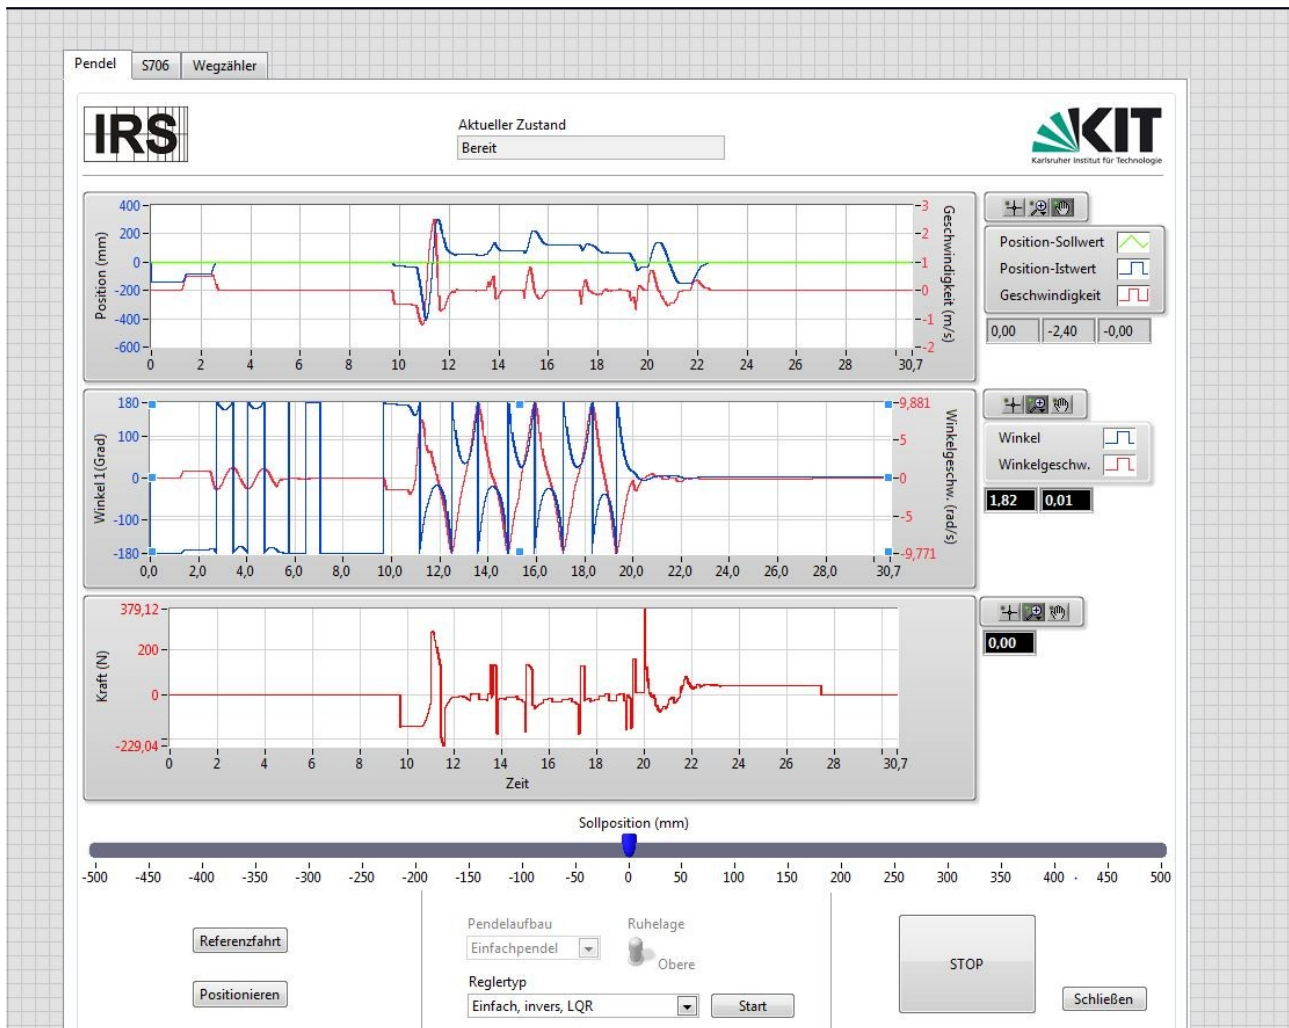 Pendel S706 Wegzähler
IRS
Aktueller Zustand
Bereit
KIT
Karlsruher Institut für Technologie
Position (mm)
400
200
0
-200
-400
-600
0 2 4 6 8 10 12 14 16 18 20 22 24 26 28 30,7
3
2
1
0
-1
-2
Geschwindigkeit (m/s)
Position-Sollwert
Position-Istwert
Geschwindigkeit
0,00 -2,40 -0,00
Winkel 1(Grad)
180
100
0
-100
-180
0,0 2,0 4,0 6,0 8,0 10,0 12,0 14,0 16,0 18,0 20,0 22,0 24,0 26,0 28,0 30,7
9,881
5
0
-5
-9,771
Winkelgeschw. (rad/s)
Winkel
Winkelgeschw.
1,82 0,01
Kraft (N)
379,12
200
0
-229,04
0 2 4 6 8 10 12 14 16 18 20 22 24 26 28 30,7
Zeit
0,00
Sollposition (mm)
-500 -450 -400 -350 -300 -250 -200 -150 -100 -50 0 50 100 150 200 250 300 350 400 450 500
Referenzfahrt
Positionieren
Pendelaufbau
Einfachpendel
Ruhelage
Obere
Reglertyp
Einfach, invers, LQR
Start
STOP
Schließen